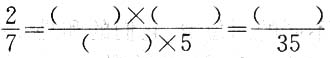 2/7 = ( )×( ) / ( )×5 = ( ) / 35